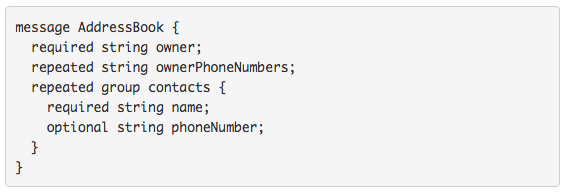 message AddressBook {
  required string owner;
  repeated string ownerPhoneNumbers;
  repeated group contacts {
    required string name;
    optional string phoneNumber;
  }
}